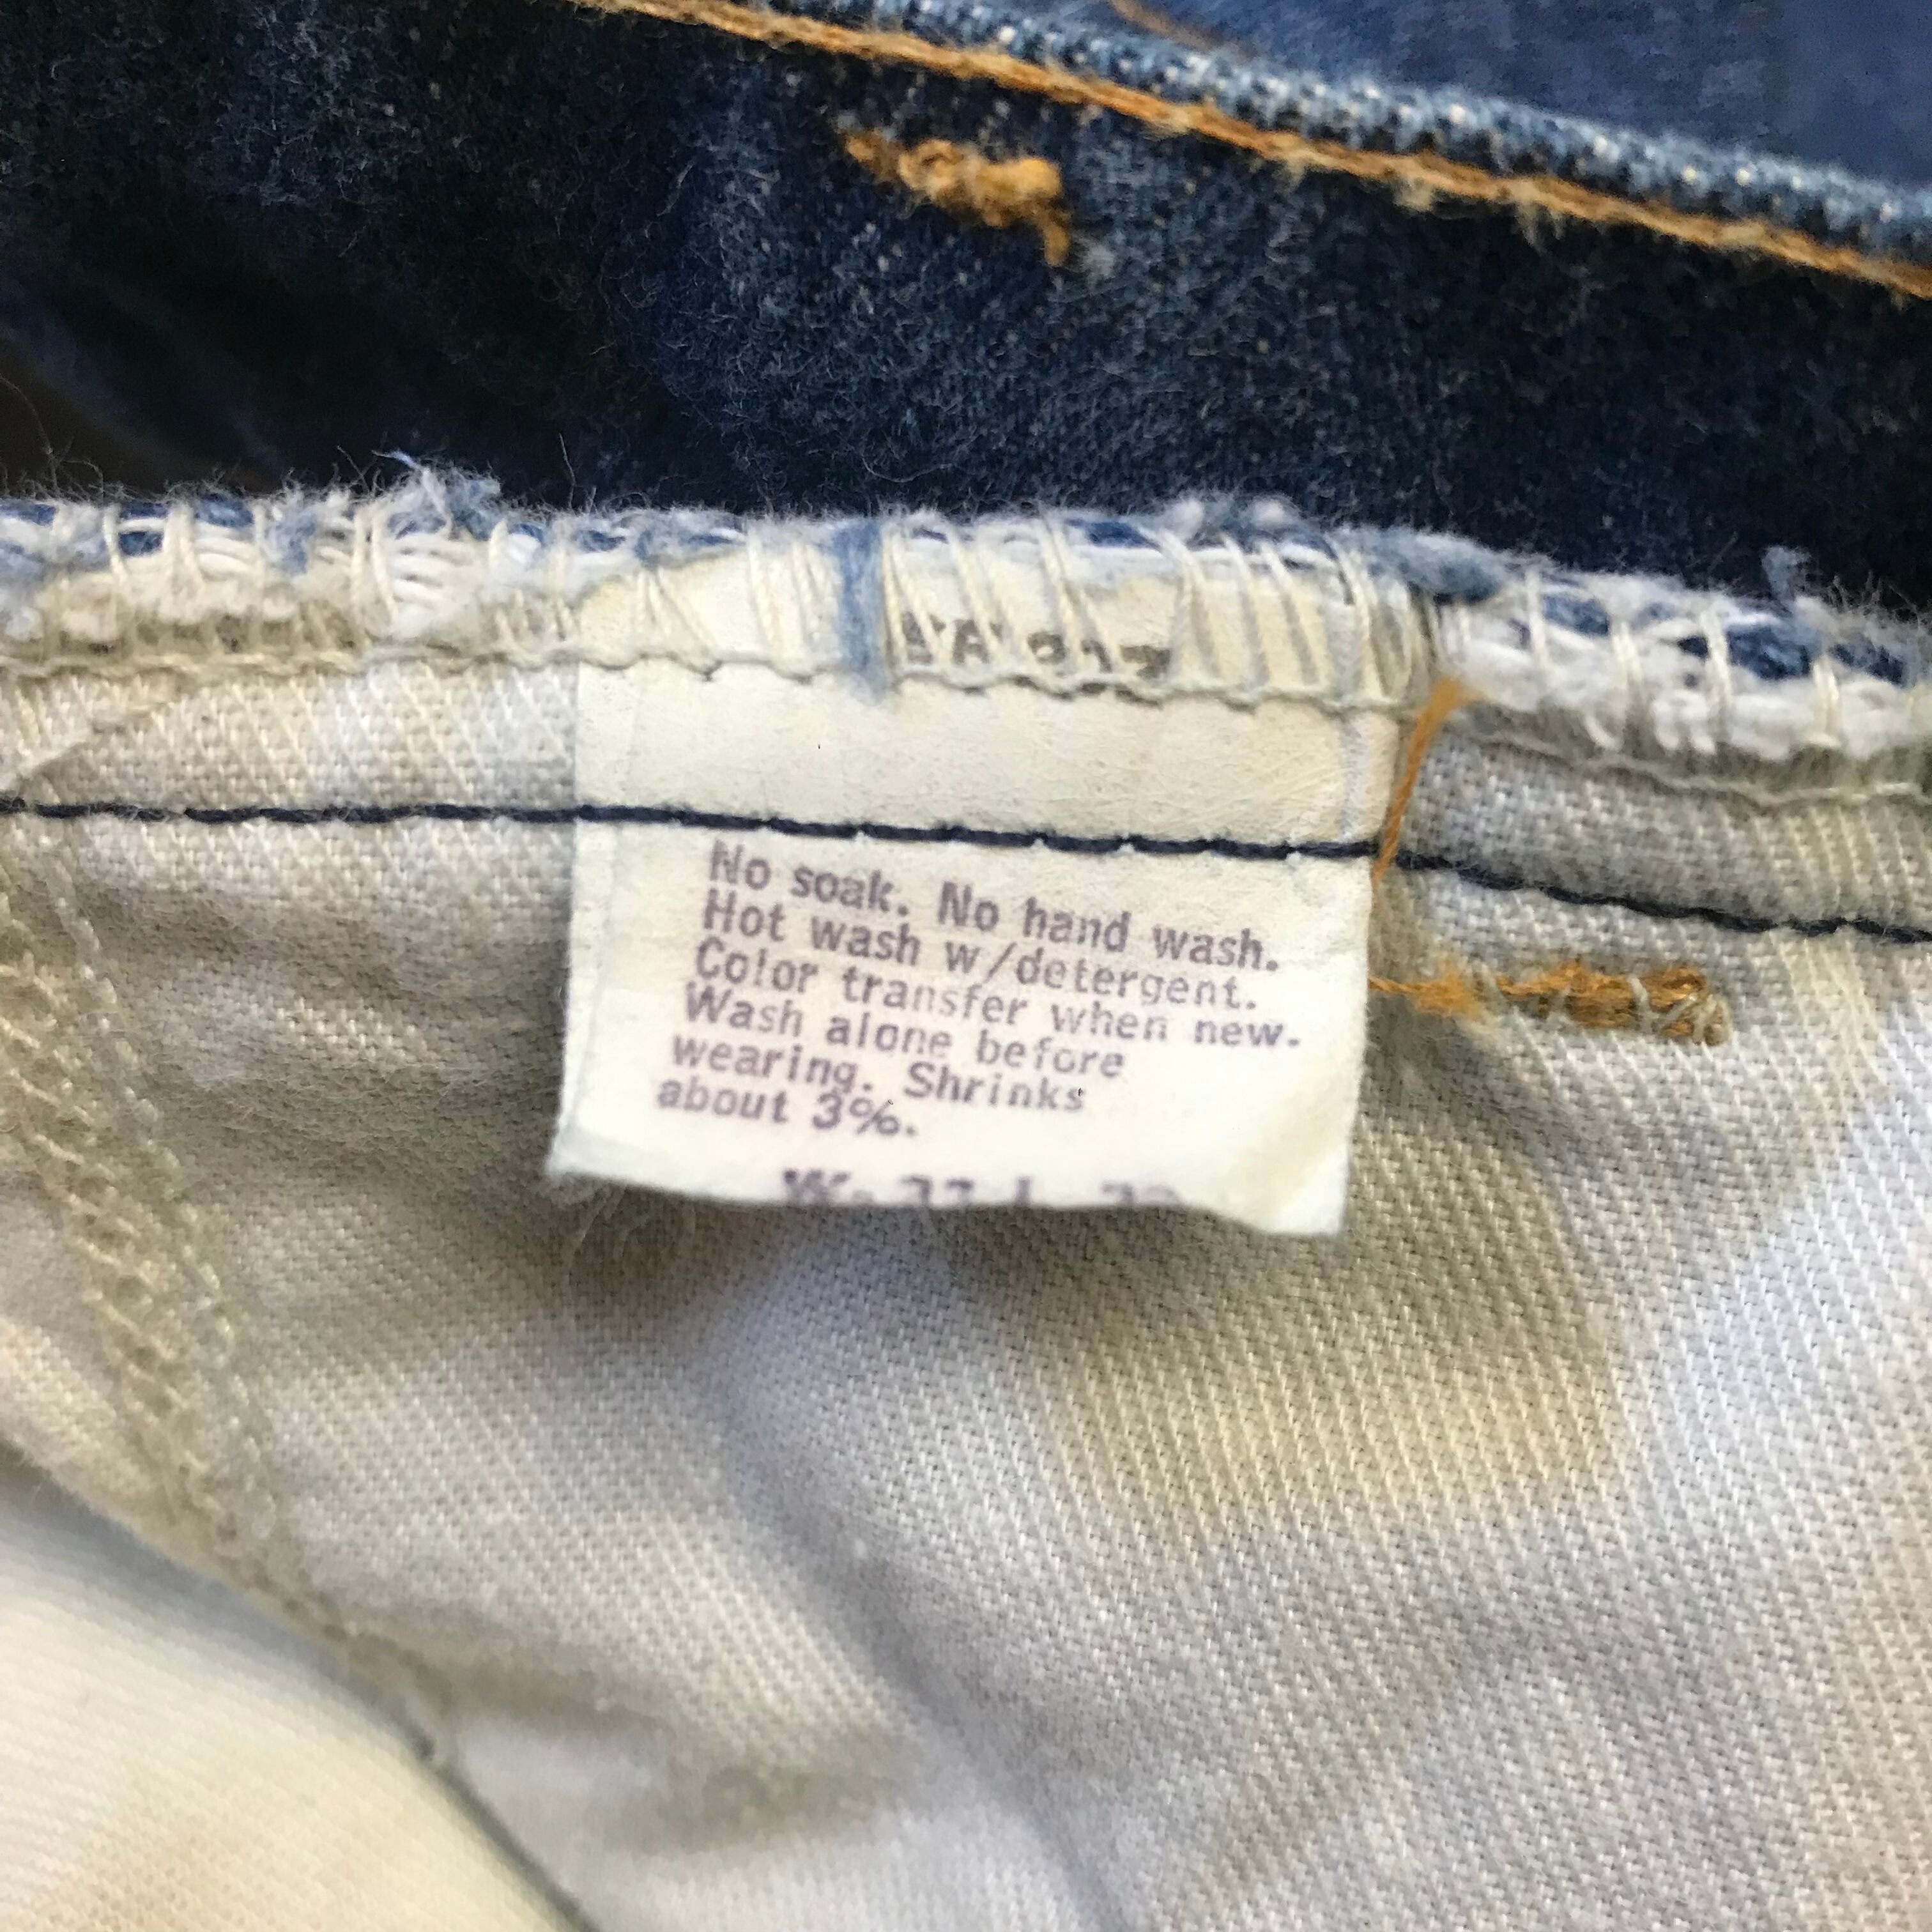 No soak. No hand wash.
Hot wash w/detergent.
Color transfer when new.
Wash alone before
wearing. Shrinks
about 3%.